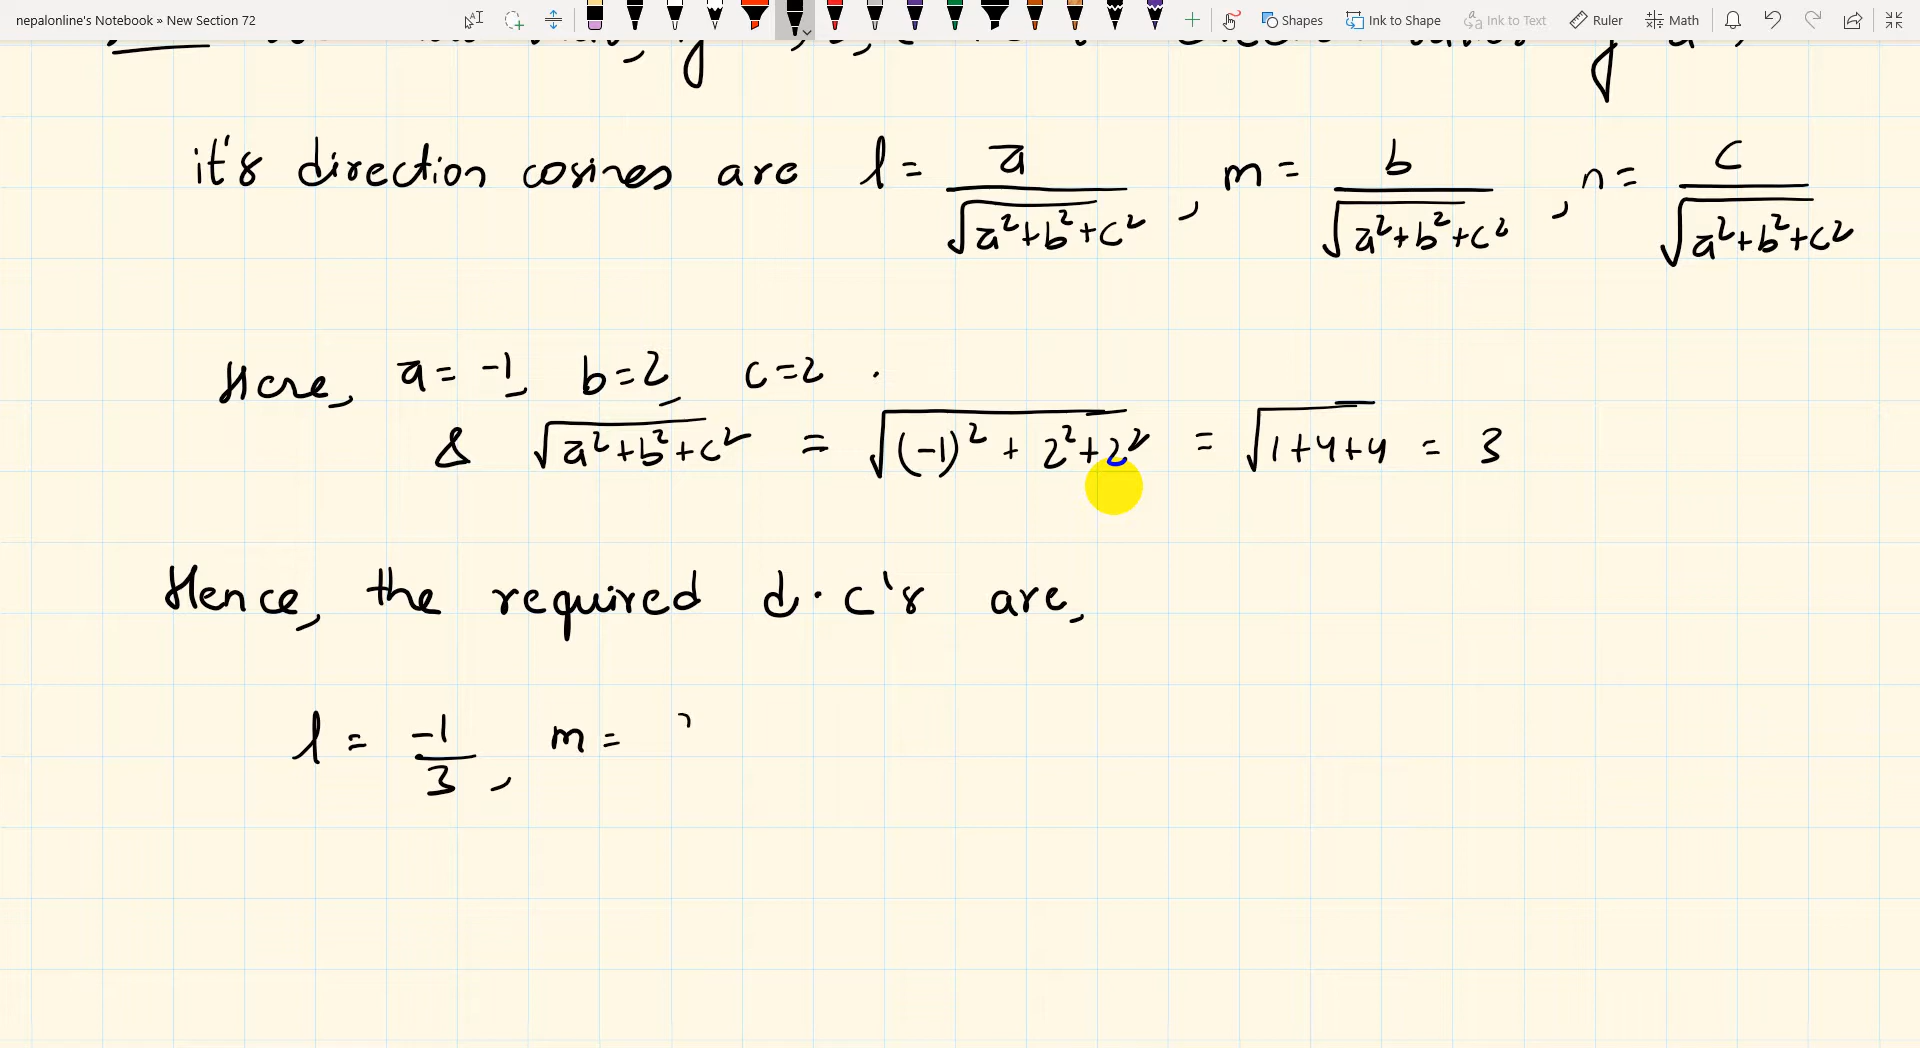 nepalonline's Notebook » New Section 72
Shapes Ink to Shape Ink to Text Ruler Math
it's direction cosines are l = a/√(a²+b²+c²), m = b/√(a²+b²+c²), n = c/√(a²+b²+c²)
Here, a = -1, b = 2, c = 2 .
& √(a²+b²+c²) = √((-1)² + 2²+2²) = √(1+4+4) = 3
Hence, the required d.c's are,
l = -1/3, m =